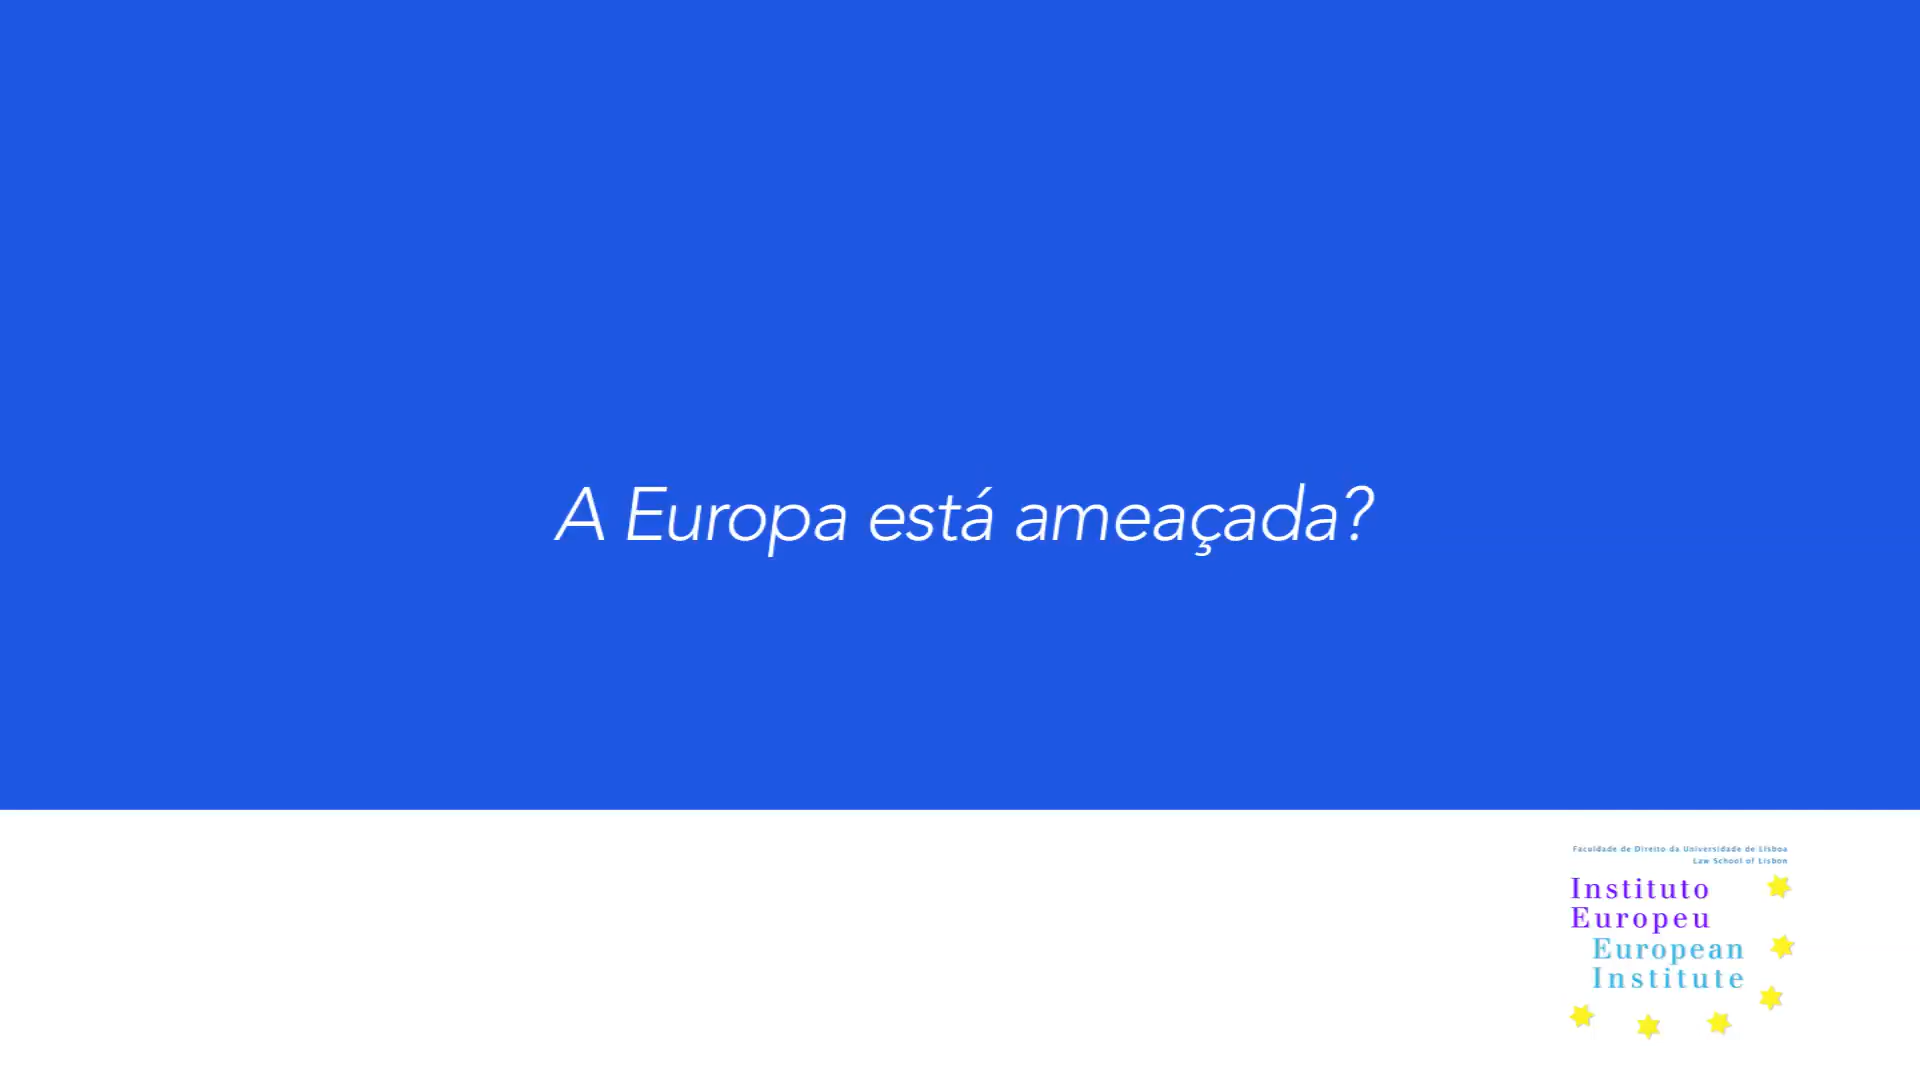 A Europa está ameaçada?
Faculdade de Direito da Universidade de Lisboa
Law School of Lisbon
Instituto
Europeu
European
Institute